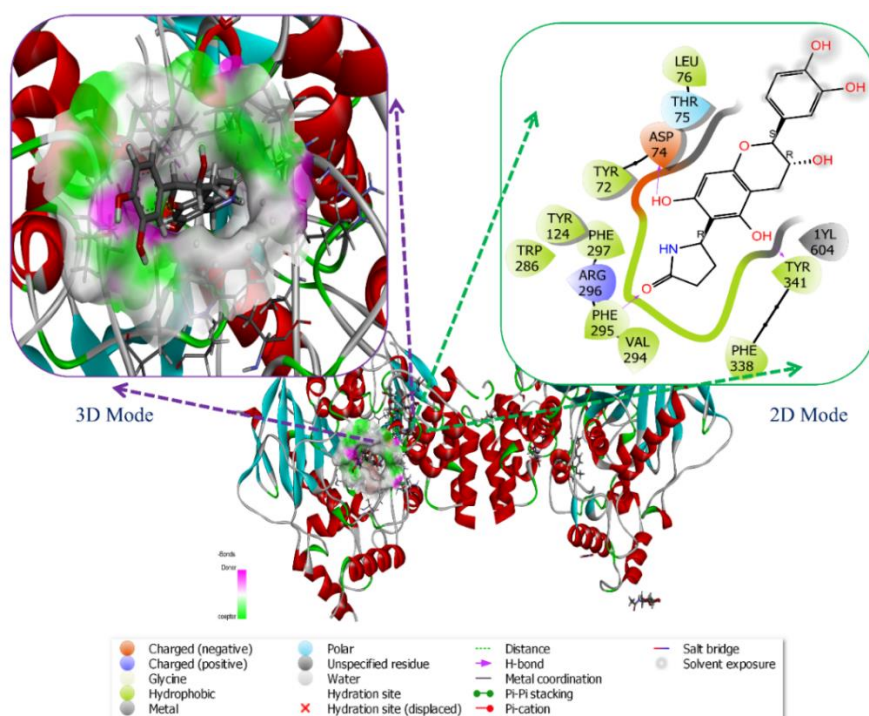 LEU
76
THR
75
ASP
74
TYR
72
TYR
124
PHE
297
TRP
286
ARG
296
PHE
295
VAL
294
PHE
338
TYR
341
1YL
604
OH
OH
S
O
R
OH
HO
OH
R
HN
O
3D Mode
2D Mode
-Bonds
Donor
Charged (negative)
Charged (positive)
Glycine
Hydrophobic
Metal
Polar
Unspecified residue
Water
Hydration site
Hydration site (displaced)
Distance
H-bond
Metal coordination
Pi-Pi stacking
Pi-cation
Salt bridge
Solvent exposure